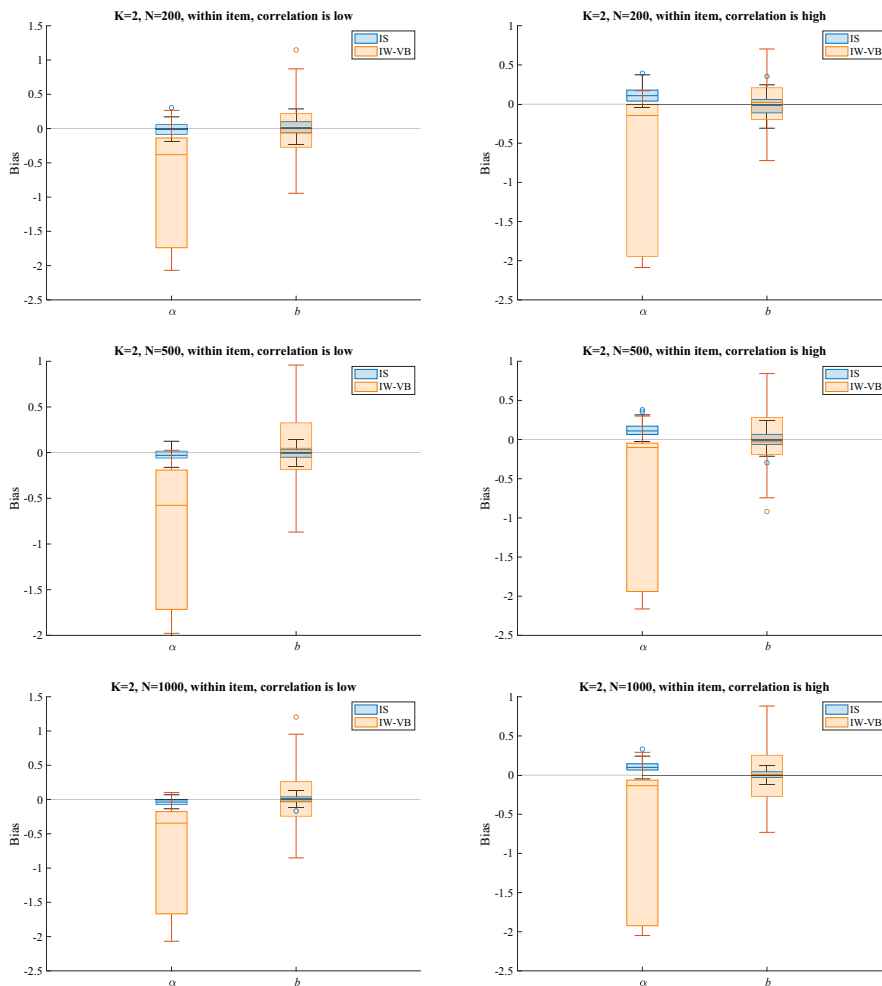 K=2, N=200, within item, correlation is low
1.5
1
0.5
0
-0.5
-1
-1.5
-2
-2.5
Bias
α
b
IS
IW-VB
K=2, N=200, within item, correlation is high
1
0.5
0
-0.5
-1
-1.5
-2
-2.5
Bias
α
b
IS
IW-VB
K=2, N=500, within item, correlation is low
1
0.5
0
-0.5
-1
-1.5
-2
Bias
α
b
IS
IW-VB
K=2, N=500, within item, correlation is high
1
0.5
0
-0.5
-1
-1.5
-2
-2.5
Bias
α
b
IS
IW-VB
K=2, N=1000, within item, correlation is low
1.5
1
0.5
0
-0.5
-1
-1.5
-2
-2.5
Bias
α
b
IS
IW-VB
K=2, N=1000, within item, correlation is high
1
0.5
0
-0.5
-1
-1.5
-2
-2.5
Bias
α
b
IS
IW-VB